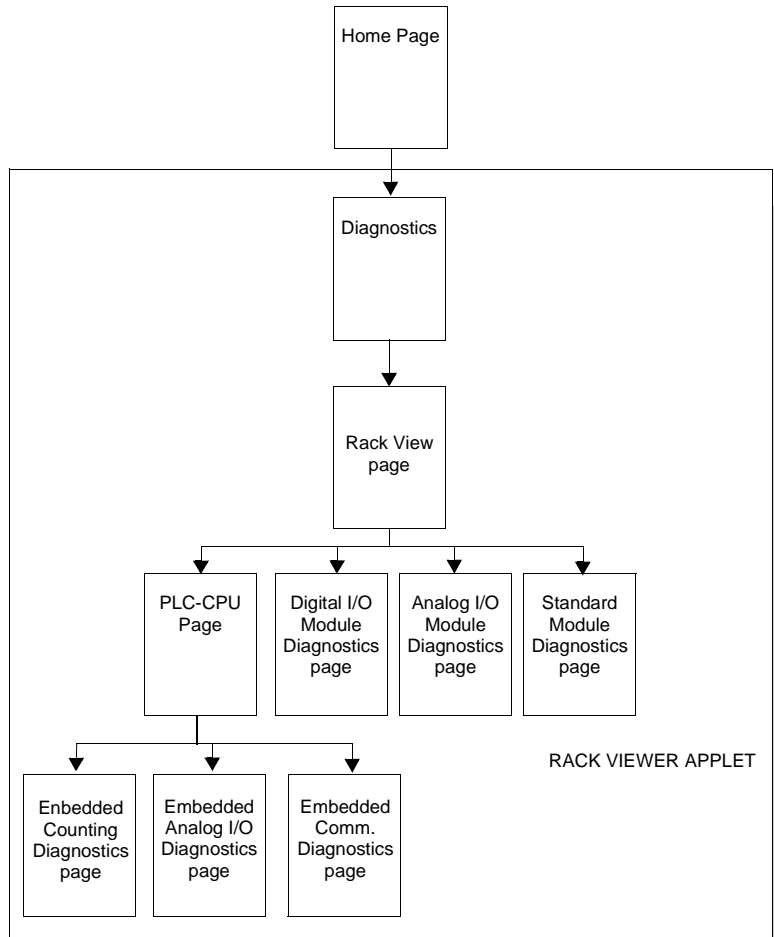 Home Page
Diagnostics
Rack View
page
PLC-CPU
Page
Digital I/O
Module
Diagnostics
page
Analog I/O
Module
Diagnostics
page
Standard
Module
Diagnostics
page
RACK VIEWER APPLET
Enbedded
Counting
Diagnostics
page
Embedded
Analog I/O
Diagnostics
page
Embedded
Comm.
Diagnostics
page